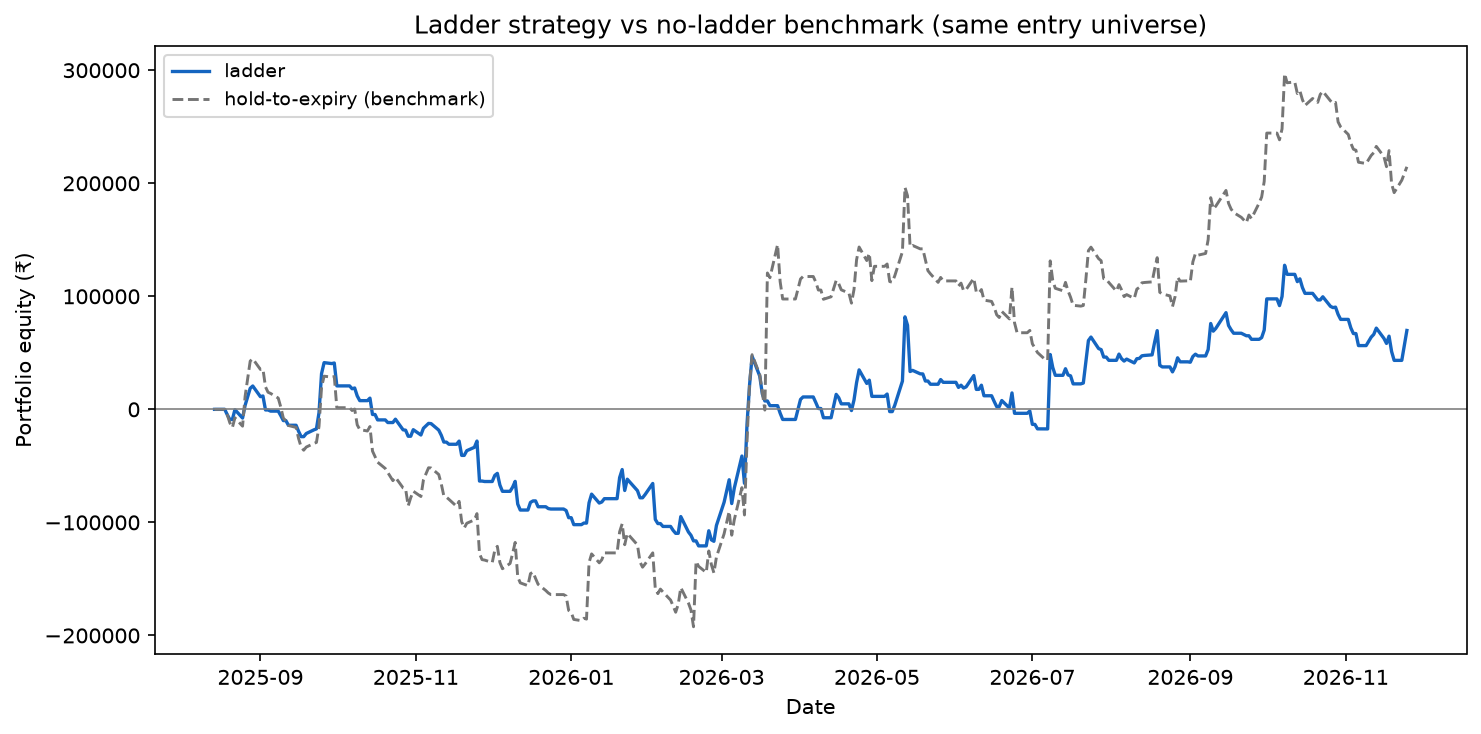 Ladder strategy vs no-ladder benchmark (same entry universe)
ladder
hold-to-expiry (benchmark)
Portfolio equity (₹)
300000
200000
100000
0
−100000
−200000
2025-09
2025-11
2026-01
2026-03
2026-05
2026-07
2026-09
2026-11
Date